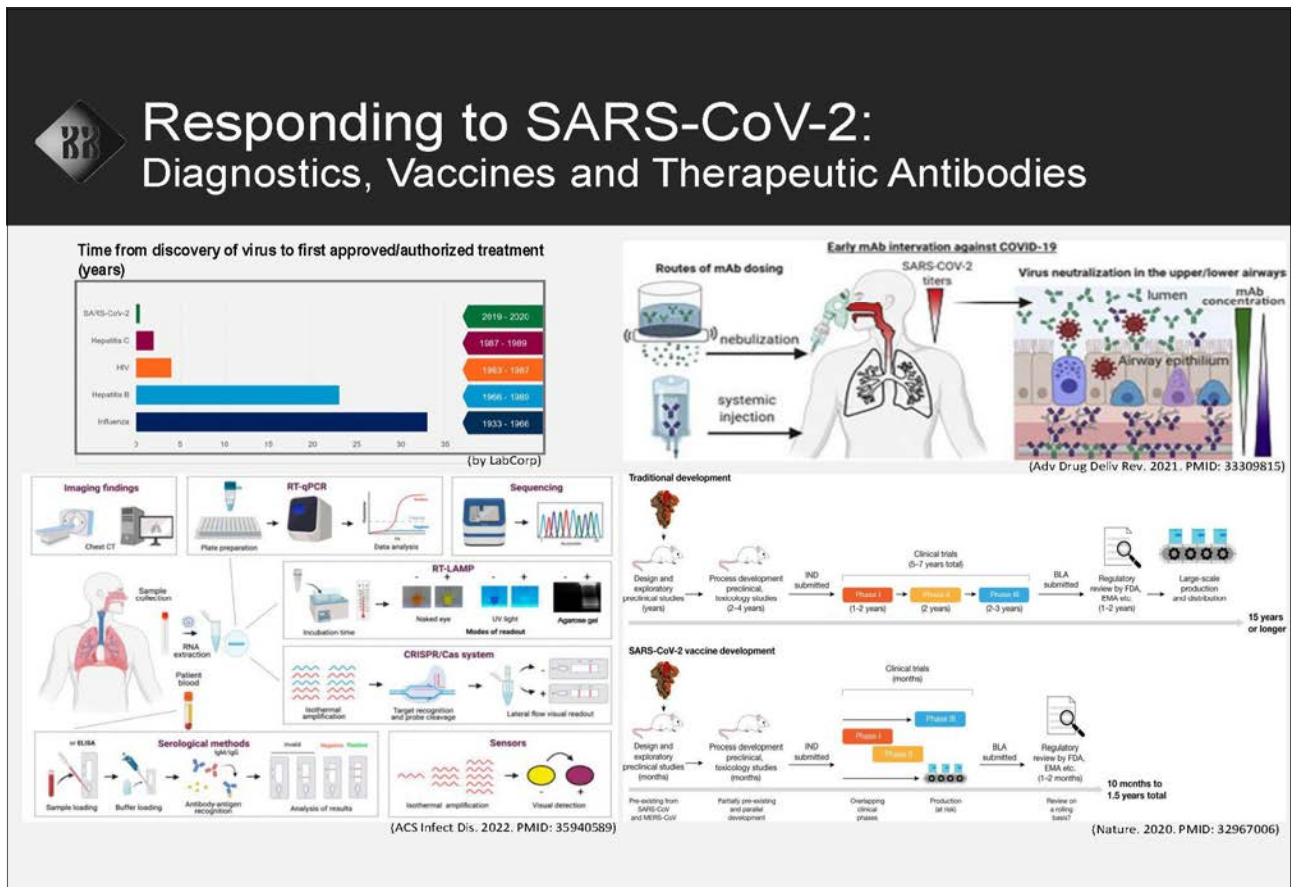 Responding to SARS-CoV-2:
Diagnostics, Vaccines and Therapeutic Antibodies
Time from discovery of virus to first approved/authorized treatment
(years)
SARS-CoV-2
2019 - 2020
Hepatitis C
1987 - 1989
HIV
1983 - 1987
Hepatitis B
1966 - 1989
Influenza
1933 - 1966
0 5 10 15 20 25 30 35
(by LabCorp)
Early mAb intervation against COVID-19
Routes of mAb dosing
SARS-COV-2
titers
Virus neutralization in the upper/lower airways
lumen
mAb
concentration
nebulization
Airway epithilium
systemic
injection
(Adv Drug Deliv Rev. 2021. PMID: 33309815)
Imaging findings
Chest CT
RT-qPCR
Plate preparation
Data analysis
Sequencing
Sample
collection
RNA
extraction
Patient
blood
RT-LAMP
- +
- +
- +
Incubation time
Naked eye
UV light
Agarose gel
Modes of readout
CRISPR/Cas system
-
+
Isothermal
amplification
Target recognition
and probe cleavage
Lateral flow visual readout
Serological methods
or ELISA
IgM/IgG
Invalid
Negative
Positive
Sample loading
Buffer loading
Antibody-antigen
recognition
Analysis of results
Sensors
-
+
Isothermal amplification
Visual detection
(ACS Infect Dis. 2022. PMID: 35940589)
Traditional development
Design and
exploratory
preclinical studies
(years)
Process development
preclinical,
toxicology studies
(2–4 years)
IND
submitted
Clinical trials
(5–7 years total)
Phase I
(1-2 years)
Phase II
(2 years)
Phase III
(2-3 years)
BLA
submitted
Regulatory
review by FDA,
EMA etc.
(1–2 years)
Large-scale
production
and distribution
15 years
or longer
SARS-CoV-2 vaccine development
Design and
exploratory
preclinical studies
(months)
Process development
preclinical,
toxicology studies
(months)
IND
submitted
Clinical trials
(months)
Phase III
Phase I
Phase II
BLA
submitted
Regulatory
review by FDA,
EMA etc.
(1–2 months)
10 months to
1.5 years total
Pre-existing from
SARS-CoV
and MERS-CoV
Partially pre-existing
and parallel
development
Overlapping
clinical
phases
Production
(at risk)
Review on
a rolling
basis?
(Nature. 2020. PMID: 32967006)